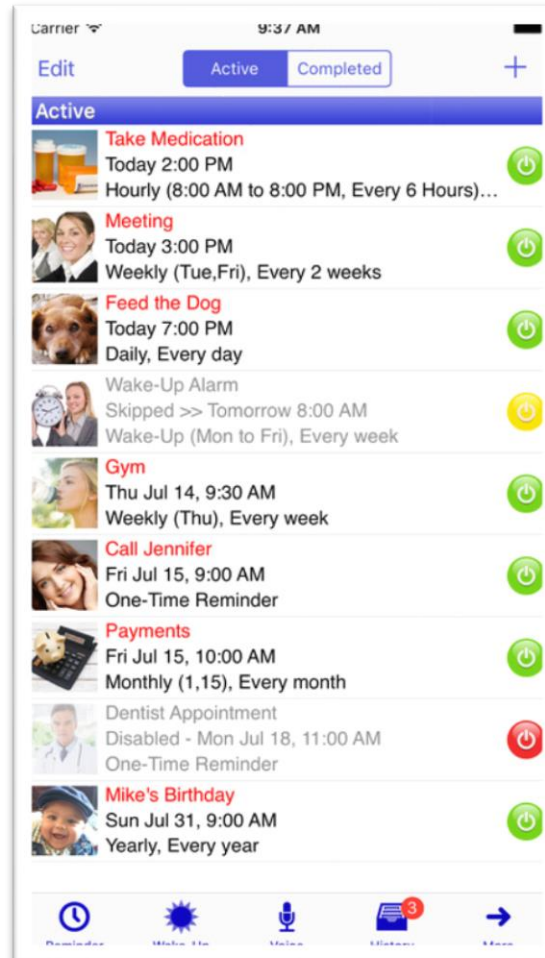 Carrier
9:37 AM
Edit
Active
Completed
+
Active
Take Medication
Today 2:00 PM
Hourly (8:00 AM to 8:00 PM, Every 6 Hours)...
Meeting
Today 3:00 PM
Weekly (Tue,Fri), Every 2 weeks
Feed the Dog
Today 7:00 PM
Daily, Every day
Wake-Up Alarm
Skipped >> Tomorrow 8:00 AM
Wake-Up (Mon to Fri), Every week
Gym
Thu Jul 14, 9:30 AM
Weekly (Thu), Every week
Call Jennifer
Fri Jul 15, 9:00 AM
One-Time Reminder
Payments
Fri Jul 15, 10:00 AM
Monthly (1,15), Every month
Dentist Appointment
Disabled - Mon Jul 18, 11:00 AM
One-Time Reminder
Mike's Birthday
Sun Jul 31, 9:00 AM
Yearly, Every year
3
Reminder
Wake-Up
Voice
History
More